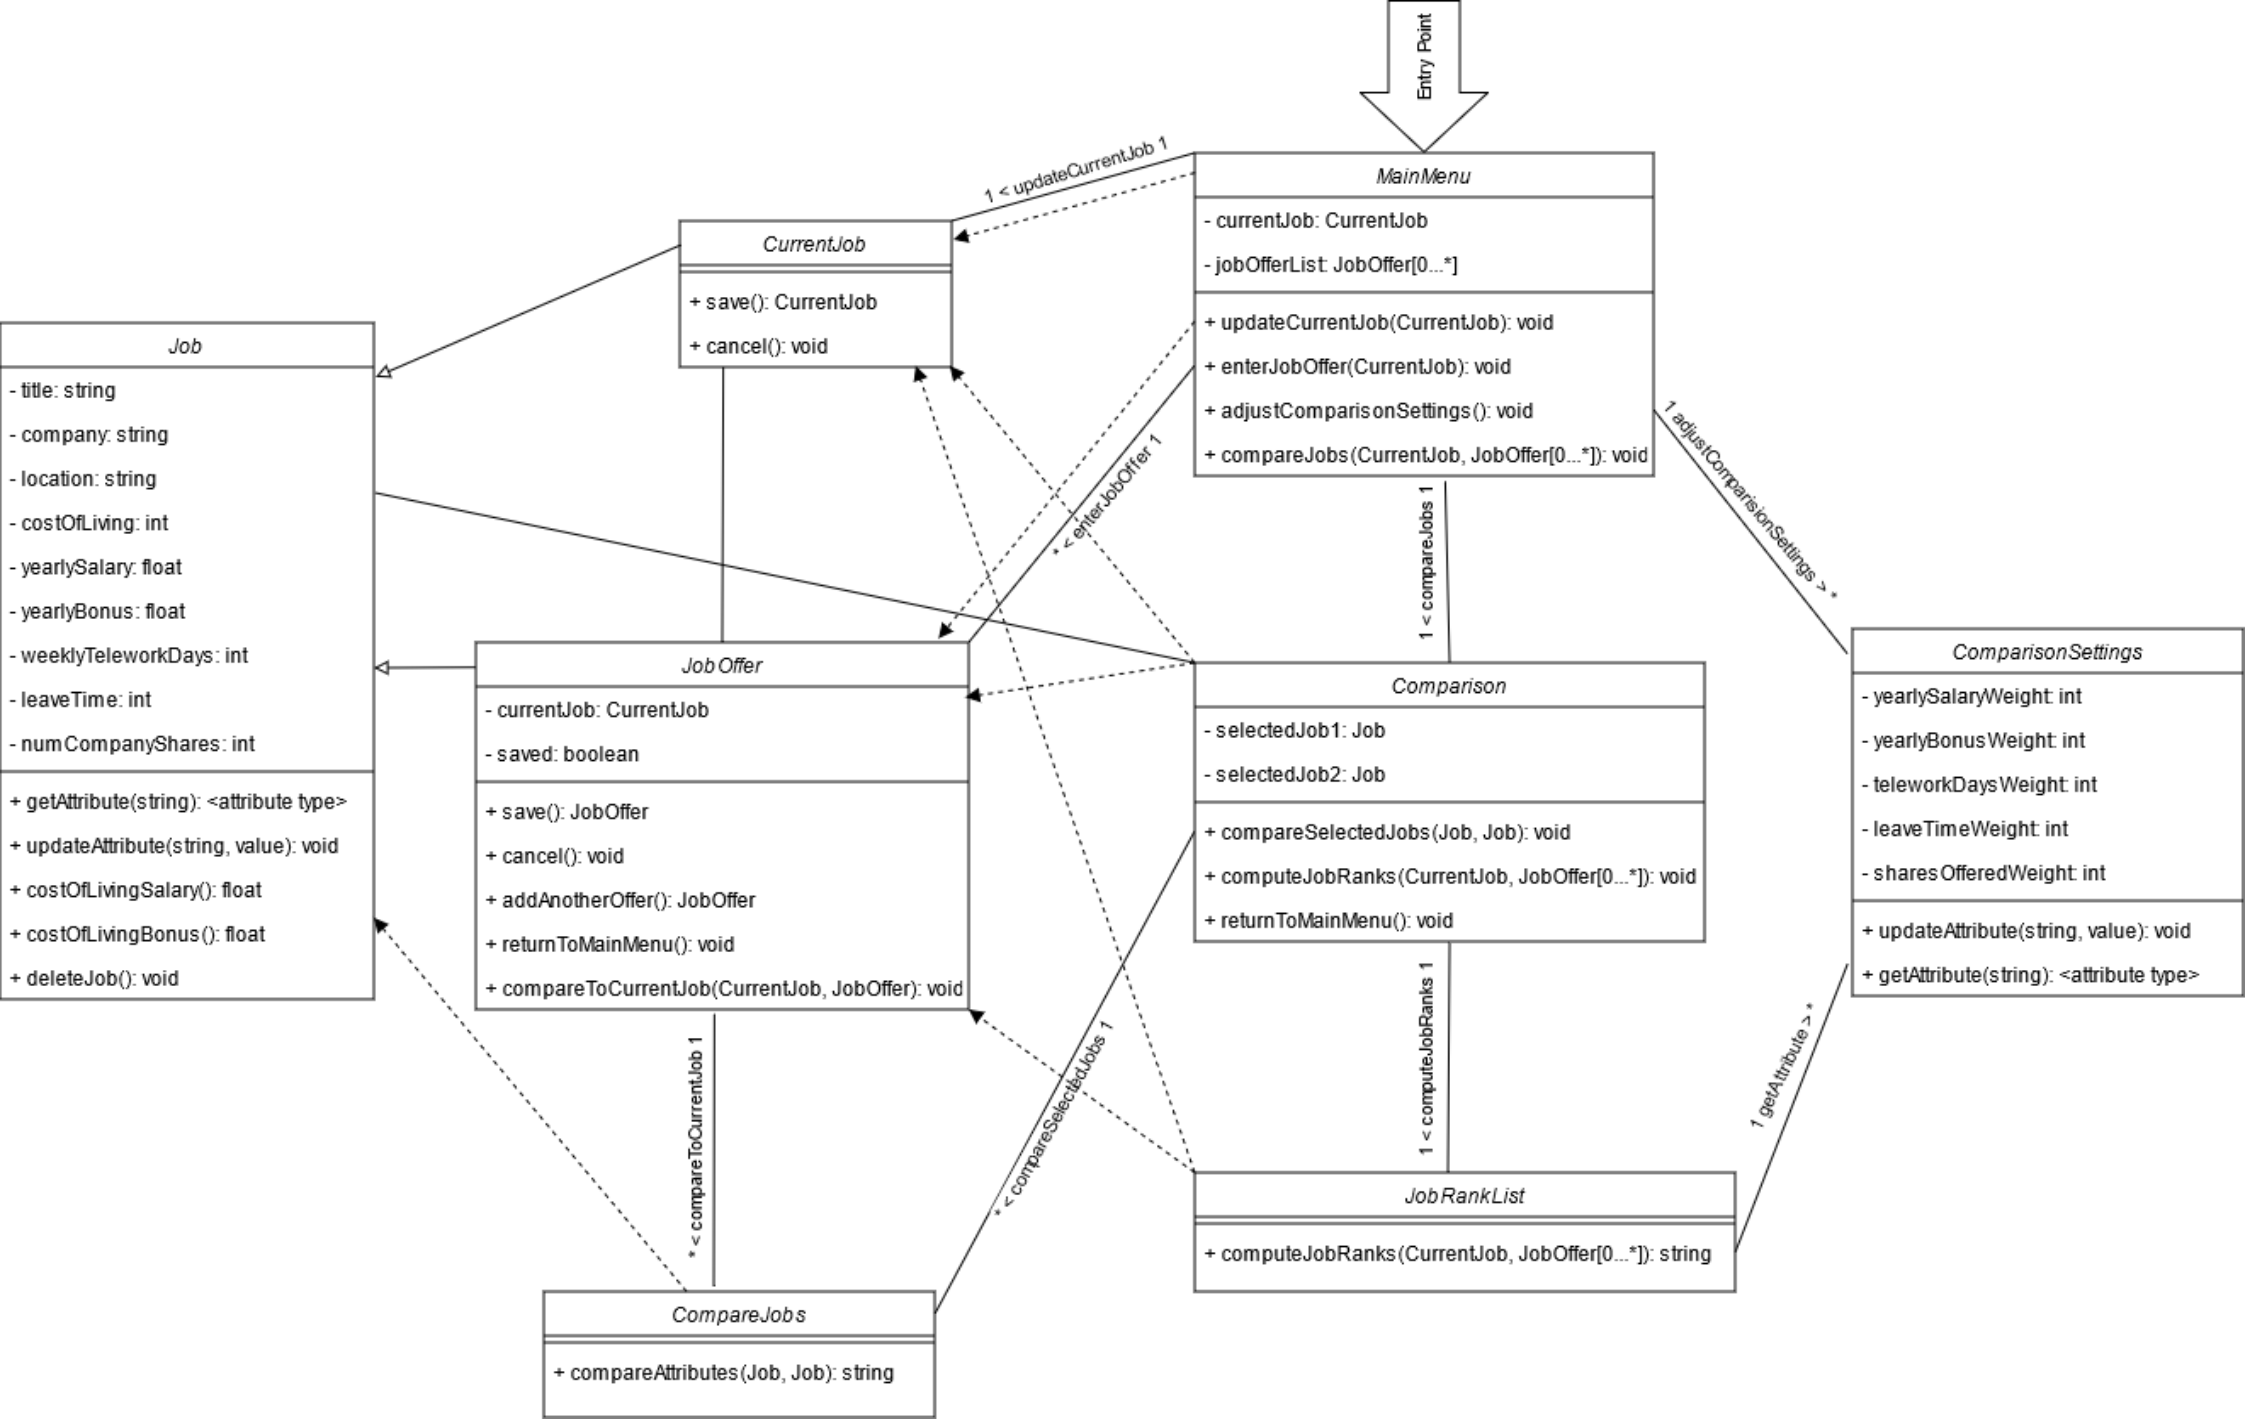 Entry Point
MainMenu
- currentJob: CurrentJob
- jobOfferList: JobOffer[0...*]
+ updateCurrentJob(CurrentJob): void
+ enterJobOffer(CurrentJob): void
+ adjustComparisonSettings(): void
+ compareJobs(CurrentJob, JobOffer[0...*]): void
1 < updateCurrentJob 1
CurrentJob
+ save(): CurrentJob
+ cancel(): void
Job
- title: string
- company: string
- location: string
- costOfLiving: int
- yearlySalary: float
- yearlyBonus: float
- weeklyTeleworkDays: int
- leaveTime: int
- numCompanyShares: int
+ getAttribute(string): <attribute type>
+ updateAttribute(string, value): void
+ costOfLivingSalary(): float
+ costOfLivingBonus(): float
+ deleteJob(): void
* < enterJobOffer 1
1 < compareJobs 1
1 adjustComparisionSettings > *
JobOffer
- currentJob: CurrentJob
- saved: boolean
+ save(): JobOffer
+ cancel(): void
+ addAnotherOffer(): JobOffer
+ returnToMainMenu(): void
+ compareToCurrentJob(CurrentJob, JobOffer): void
Comparison
- selectedJob1: Job
- selectedJob2: Job
+ compareSelectedJobs(Job, Job): void
+ computeJobRanks(CurrentJob, JobOffer[0...*]): void
+ returnToMainMenu(): void
ComparisonSettings
- yearlySalaryWeight: int
- yearlyBonusWeight: int
- teleworkDaysWeight: int
- leaveTimeWeight: int
- sharesOfferedWeight: int
+ updateAttribute(string, value): void
+ getAttribute(string): <attribute type>
* < compareToCurrentJob 1
* < compareSelectedJobs 1
1 < computeJobRanks 1
1 getAttribute > *
JobRankList
+ computeJobRanks(CurrentJob, JobOffer[0...*]): string
CompareJobs
+ compareAttributes(Job, Job): string